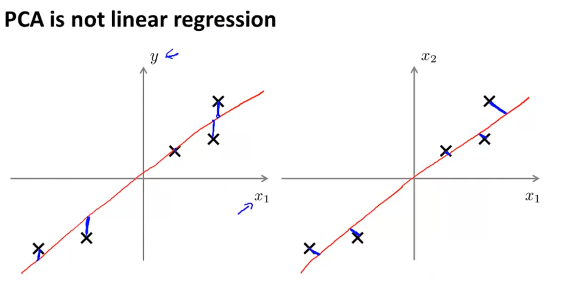 PCA is not linear regression
y
x₁
x₂
x₁